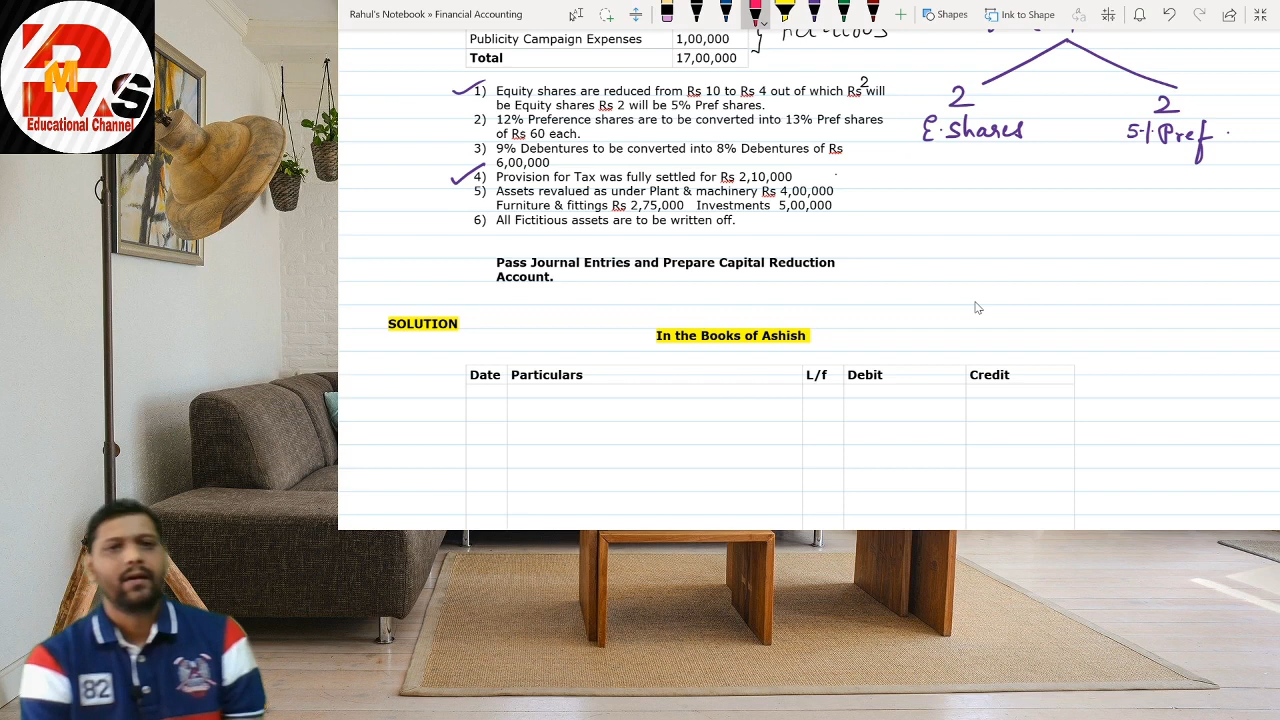 RMS
Educational Channel
Rahul's Notebook » Financial Accounting
Shapes
Ink to Shape
Publicity Campaign Expenses 1,00,000
Total 17,00,000
1) Equity shares are reduced from Rs 10 to Rs 4 out of which Rs 2 will
be Equity shares Rs 2 will be 5% Pref shares.
2) 12% Preference shares are to be converted into 13% Pref shares
of Rs 60 each.
3) 9% Debentures to be converted into 8% Debentures of Rs
6,00,000
4) Provision for Tax was fully settled for Rs 2,10,000
5) Assets revalued as under Plant & machinery Rs 4,00,000
Furniture & fittings Rs 2,75,000 Investments 5,00,000
6) All Fictitious assets are to be written off.
2 2
E. Shares 5%. Pref.
Pass Journal Entries and Prepare Capital Reduction
Account.
SOLUTION
In the Books of Ashish
Date Particulars L/f Debit Credit
82